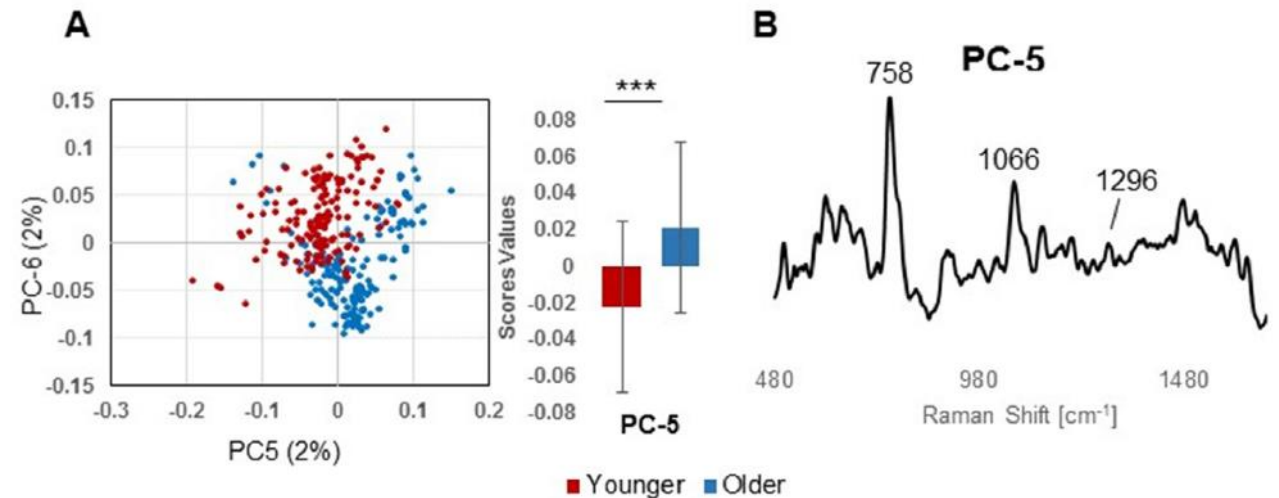 A
PC-6 (2%)
0.15
0.1
0.05
0
-0.05
-0.1
-0.15
-0.3 -0.2 -0.1 0 0.1 0.2
PC5 (2%)
***
Scores Values
0.08
0.06
0.04
0.02
0
-0.02
-0.04
-0.06
-0.08
PC-5
Younger Older
B
PC-5
758
1066
1296
480 980 1480
Raman Shift [cm⁻¹]